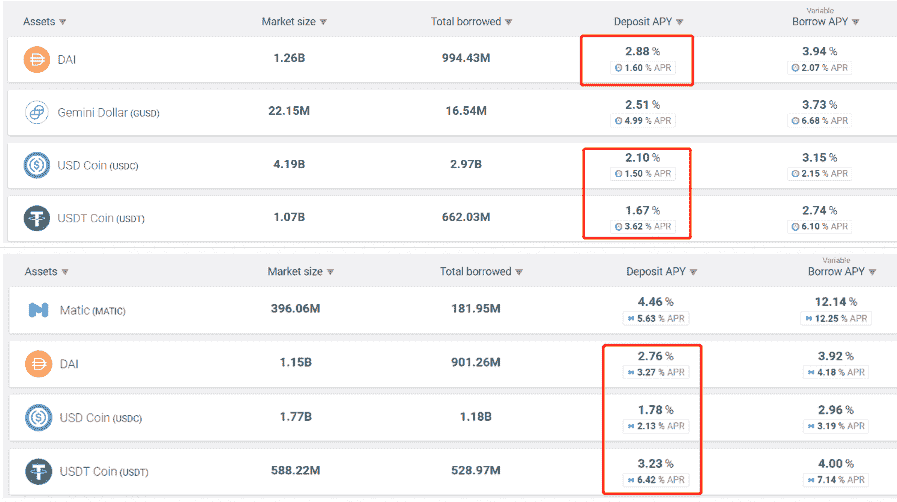 Assets Market size Total borrowed Deposit APY Variable Borrow APY
DAI 1.26B 994.43M 2.88 % 3.94 %
1.60 % APR 2.07 % APR
Gemini Dollar (GUSD) 22.15M 16.54M 2.51 % 3.73 %
4.99 % APR 6.68 % APR
USD Coin (USDC) 4.19B 2.97B 2.10 % 3.15 %
1.50 % APR 2.15 % APR
USDT Coin (USDT) 1.07B 662.03M 1.67 % 2.74 %
3.62 % APR 6.10 % APR
Assets Market size Total borrowed Deposit APY Variable Borrow APY
Matic (MATIC) 396.06M 181.95M 4.46 % 12.14 %
5.63 % APR 12.25 % APR
DAI 1.15B 901.26M 2.76 % 3.92 %
3.27 % APR 4.18 % APR
USD Coin (USDC) 1.77B 1.18B 1.78 % 2.96 %
2.13 % APR 3.19 % APR
USDT Coin (USDT) 588.22M 528.97M 3.23 % 4.00 %
6.42 % APR 7.14 % APR